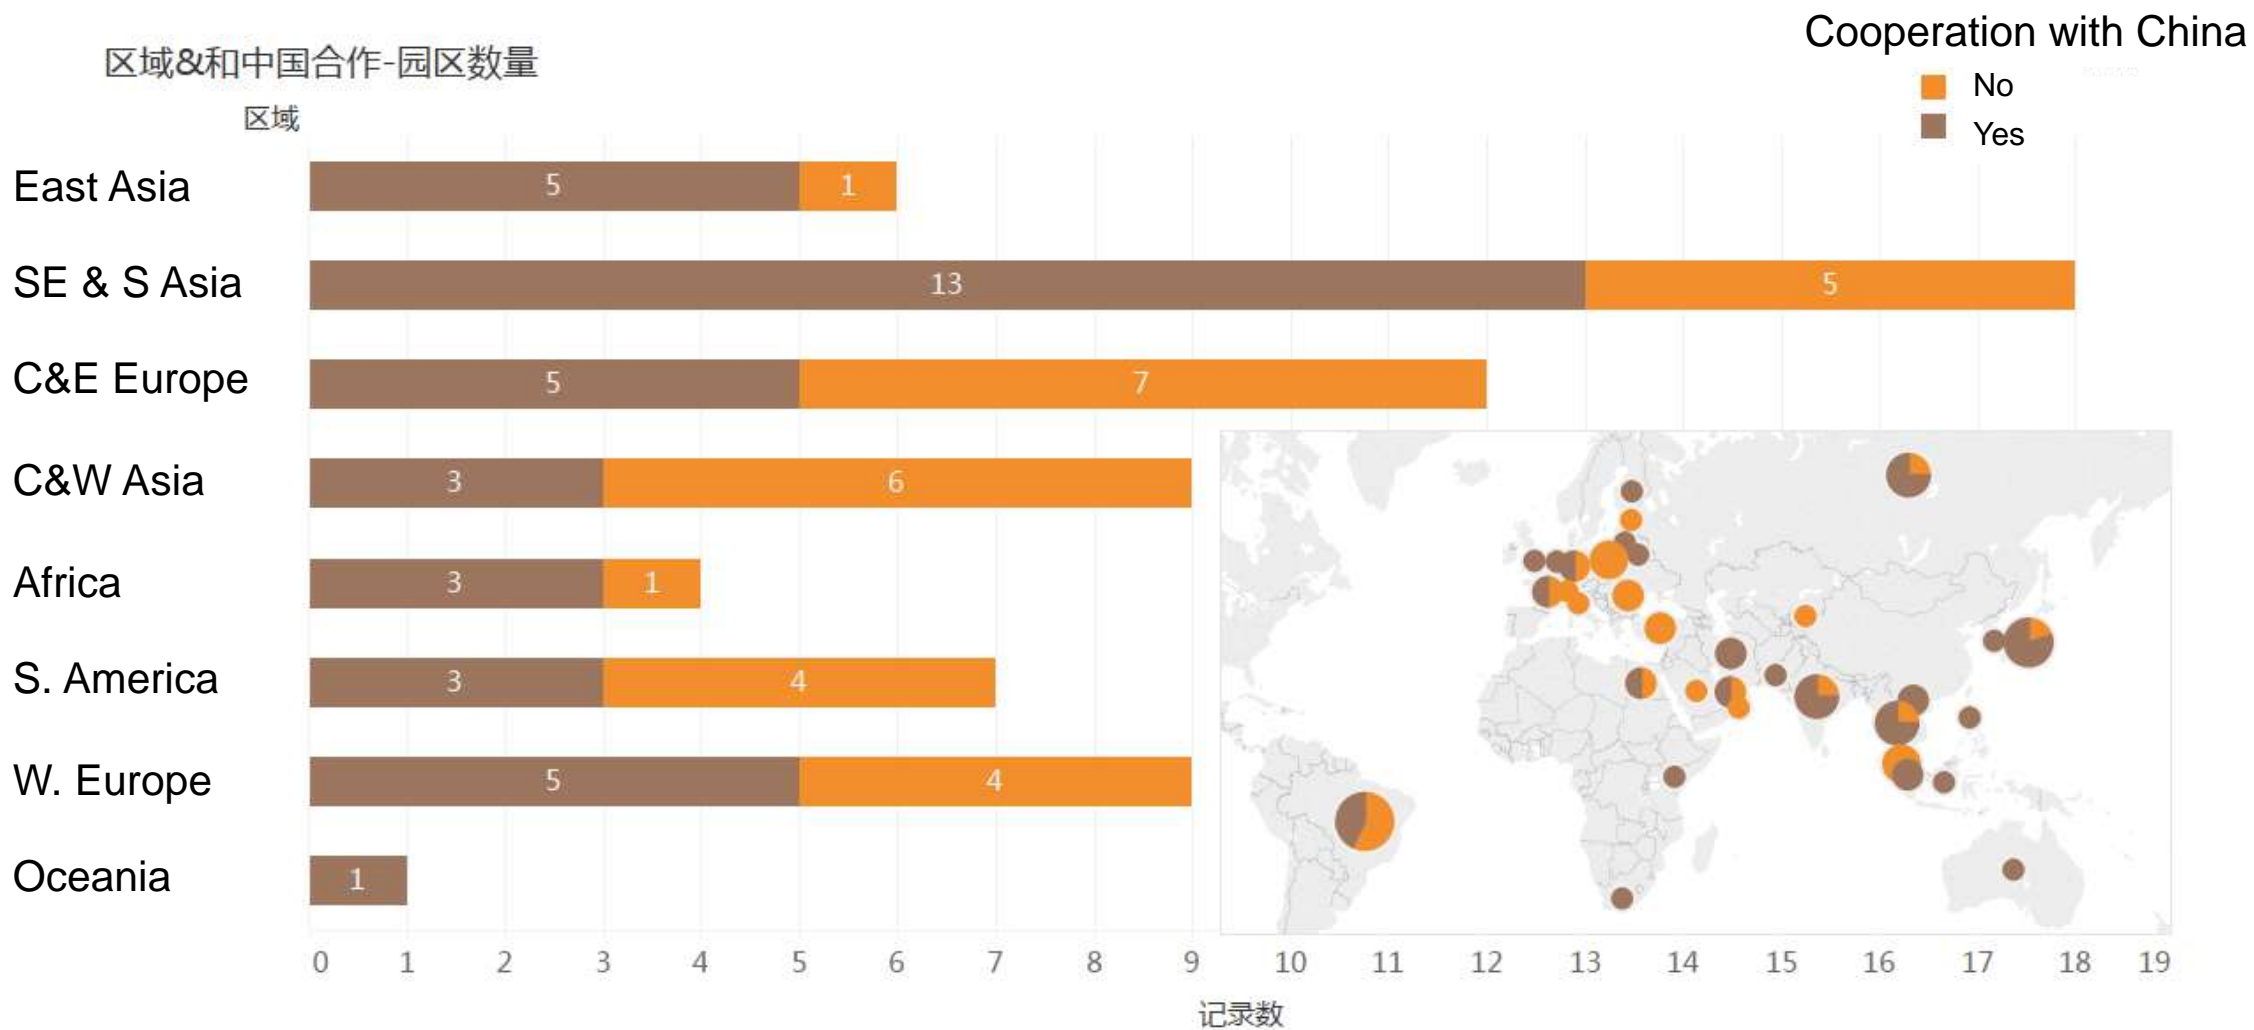 Cooperation with China
No
Yes
区域&和中国合作-园区数量
区域
East Asia 5 1
SE & S Asia 13 5
C&E Europe 5 7
C&W Asia 3 6
Africa 3 1
S. America 3 4
W. Europe 5 4
Oceania 1
0 1 2 3 4 5 6 7 8 9 10 11 12 13 14 15 16 17 18 19
记录数